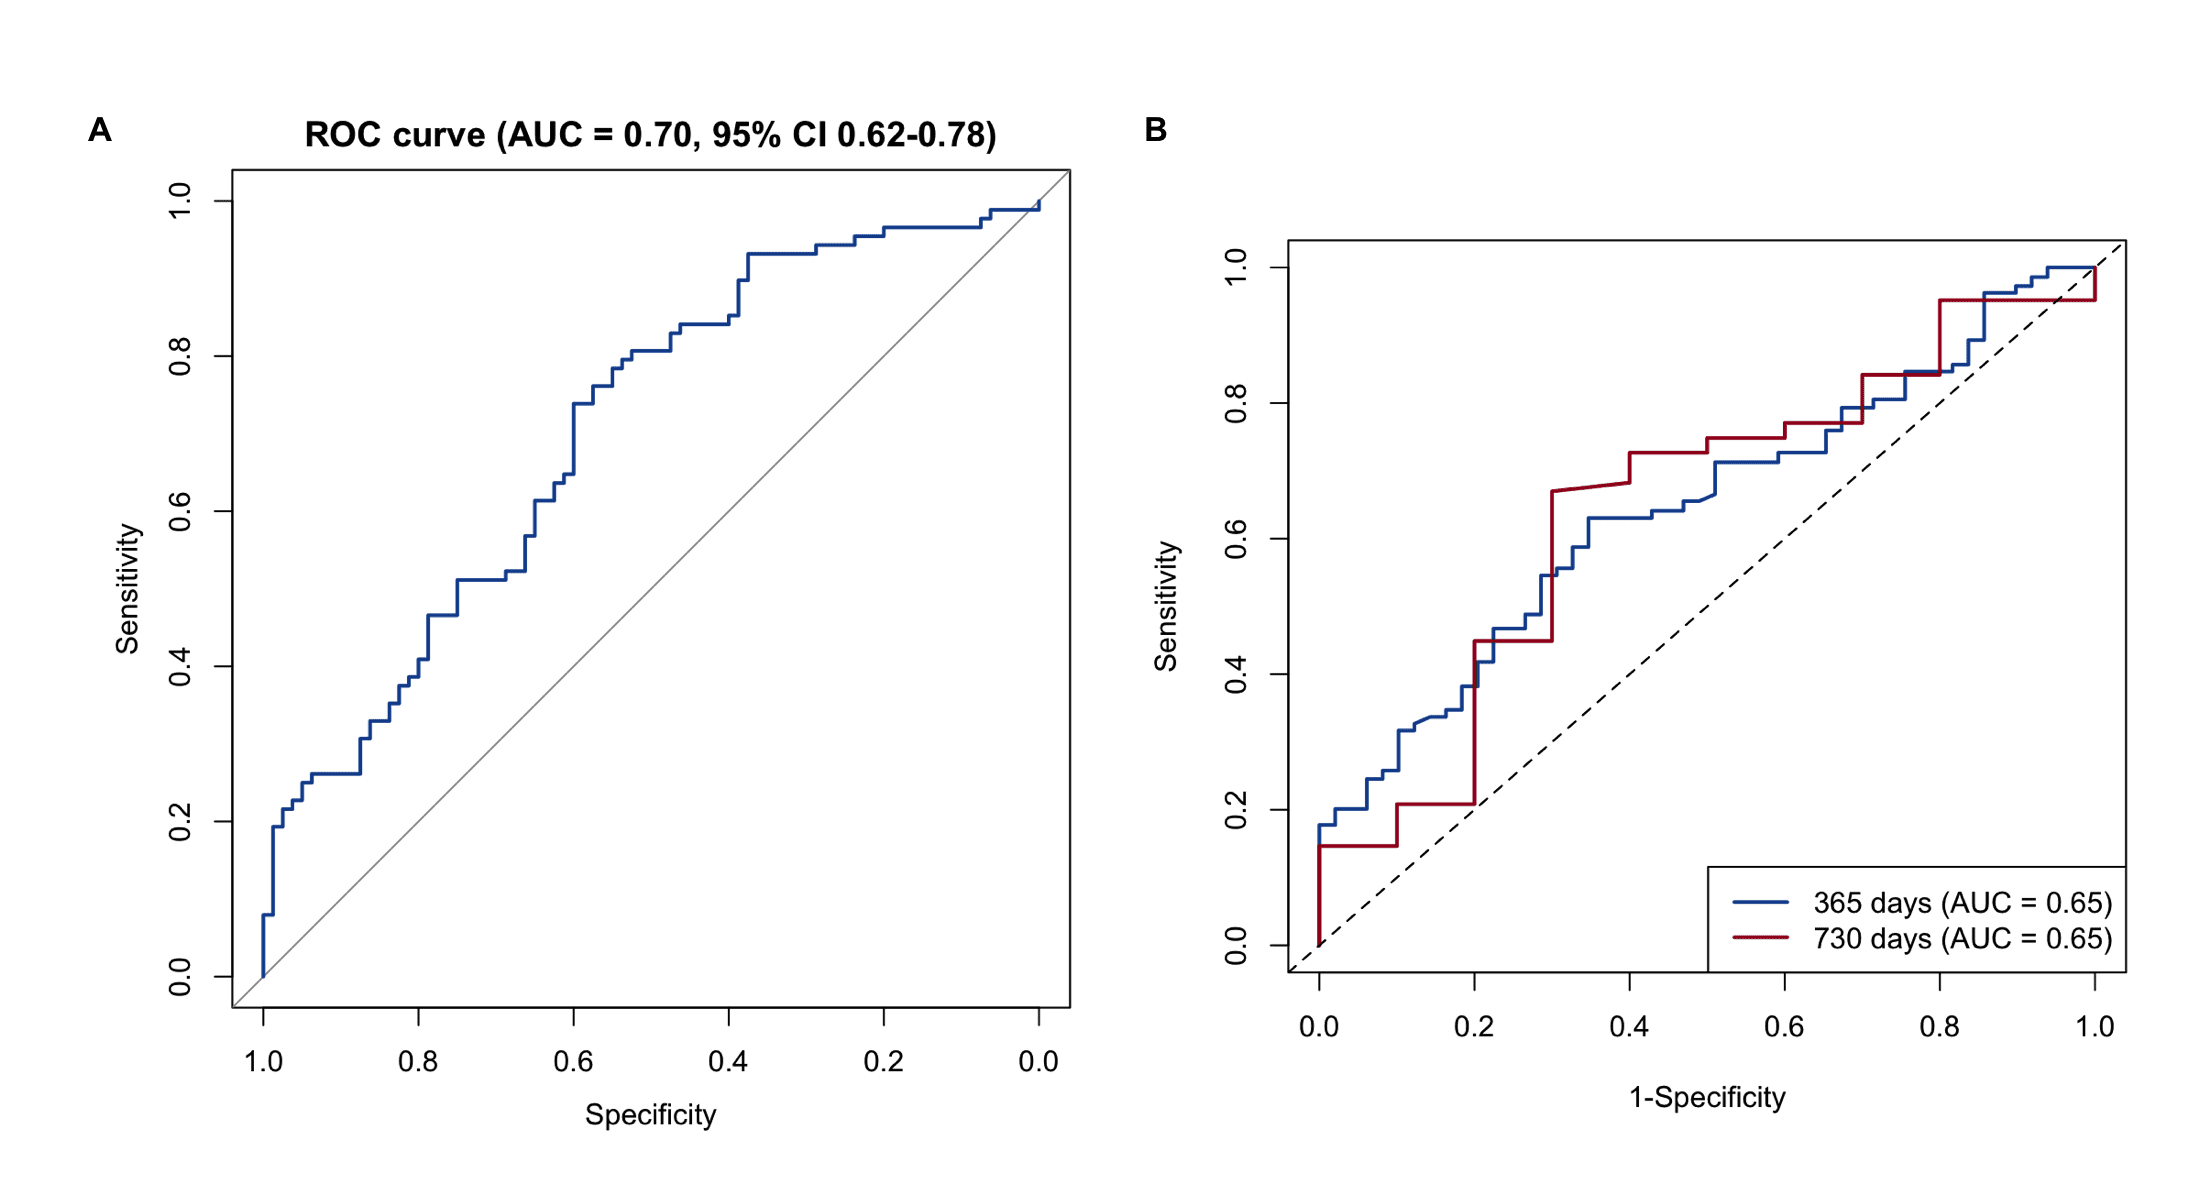 A
ROC curve (AUC = 0.70, 95% CI 0.62-0.78)
Sensitivity
1.0
0.8
0.6
0.4
0.2
0.0
1.0 0.8 0.6 0.4 0.2 0.0
Specificity
B
Sensitivity
1.0
0.8
0.6
0.4
0.2
0.0
365 days (AUC = 0.65)
730 days (AUC = 0.65)
0.0 0.2 0.4 0.6 0.8 1.0
1-Specificity